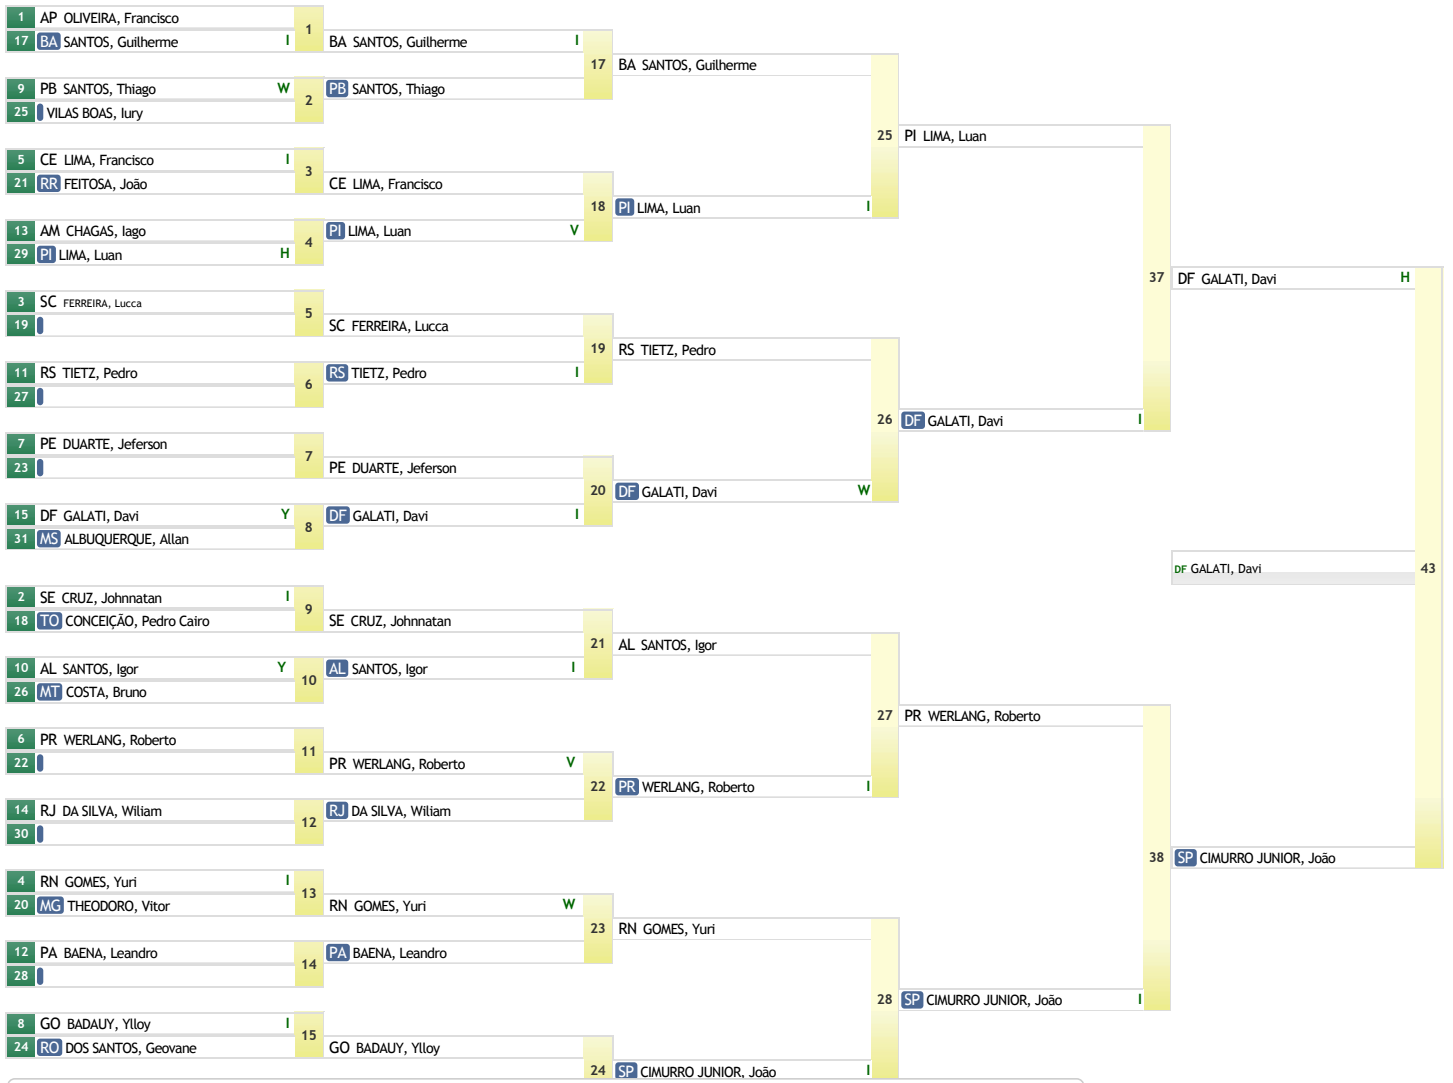 1 AP OLIVEIRA, Francisco
17 BA SANTOS, Guilherme I
1
9 PB SANTOS, Thiago W
25 VILAS BOAS, Iury
2
5 CE LIMA, Francisco I
21 RR FEITOSA, João
3
13 AM CHAGAS, Iago
29 PI LIMA, Luan H
4
3 SC FERREIRA, Lucca
19
5
11 RS TIETZ, Pedro
27
6
7 PE DUARTE, Jeferson
23
7
15 DF GALATI, Davi Y
31 MS ALBUQUERQUE, Allan
8
2 SE CRUZ, Johnnatan I
18 TO CONCEIÇÃO, Pedro Cairo
9
10 AL SANTOS, Igor Y
26 MT COSTA, Bruno
10
6 PR WERLANG, Roberto
22
11
14 RJ DA SILVA, Wiliam
30
12
4 RN GOMES, Yuri I
20 MG THEODORO, Vitor
13
12 PA BAENA, Leandro
28
14
8 GO BADAUY, Ylloy I
24 RO DOS SANTOS, Geovane
15
BA SANTOS, Guilherme I
PB SANTOS, Thiago
17
CE LIMA, Francisco
PI LIMA, Luan V
18
SC FERREIRA, Lucca
RS TIETZ, Pedro I
19
PE DUARTE, Jeferson
DF GALATI, Davi I
20
SE CRUZ, Johnnatan
AL SANTOS, Igor I
21
PR WERLANG, Roberto V
RJ DA SILVA, Wiliam
22
RN GOMES, Yuri W
PA BAENA, Leandro
23
GO BADAUY, Ylloy
24
BA SANTOS, Guilherme
PI LIMA, Luan I
25
RS TIETZ, Pedro
DF GALATI, Davi W
26
AL SANTOS, Igor
PR WERLANG, Roberto I
27
RN GOMES, Yuri
SP CIMURRO JUNIOR, João I
28
PI LIMA, Luan
DF GALATI, Davi I
37
PR WERLANG, Roberto
SP CIMURRO JUNIOR, João I
38
DF GALATI, Davi H
SP CIMURRO JUNIOR, João
43
DF GALATI, Davi